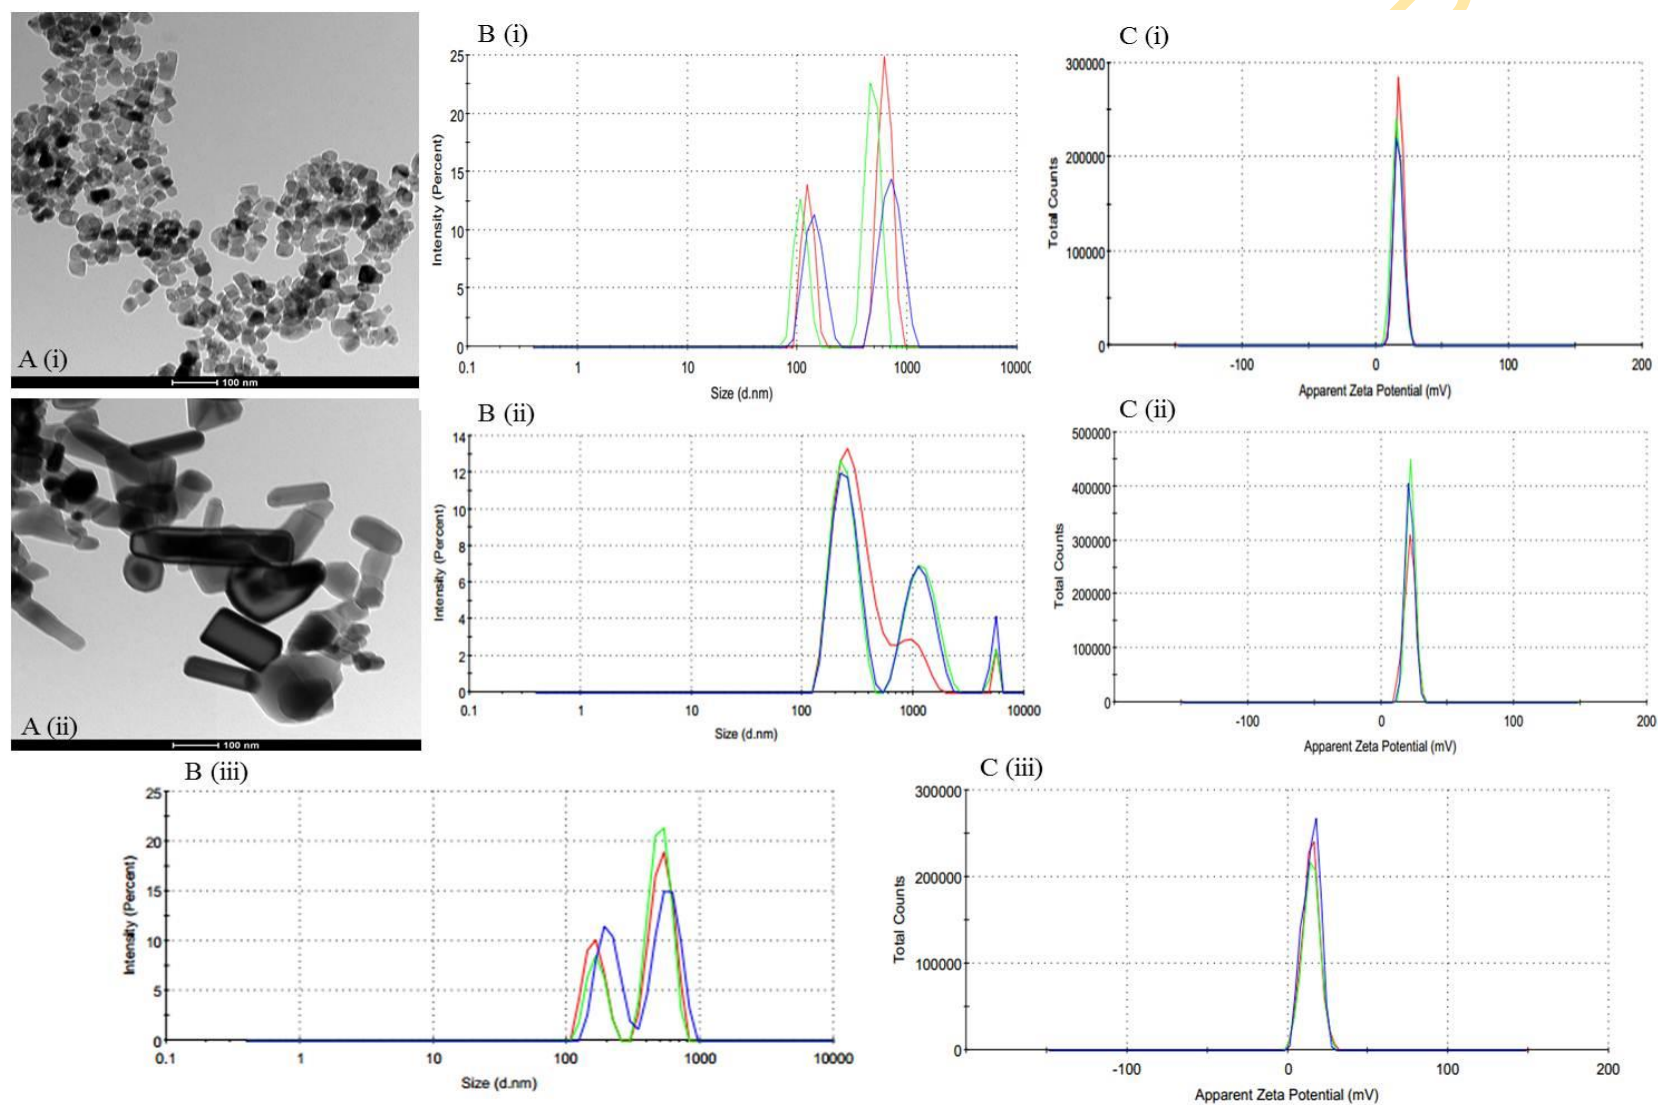 A (i)
100 nm
B (i)
Intensity (Percent)
25
20
15
10
5
0
0.1 1 10 100 1000 10000
Size (d.nm)
C (i)
Total Counts
300000
200000
100000
0
-100 0 100 200
Apparent Zeta Potential (mV)
A (ii)
100 nm
B (ii)
Intensity (Percent)
14
12
10
8
6
4
2
0
0.1 1 10 100 1000 10000
Size (d.nm)
C (ii)
Total Counts
500000
400000
300000
200000
100000
0
-100 0 100 200
Apparent Zeta Potential (mV)
B (iii)
Intensity (Percent)
25
20
15
10
5
0
0.1 1 10 100 1000 10000
Size (d.nm)
C (iii)
Total Counts
300000
200000
100000
0
-100 0 100 200
Apparent Zeta Potential (mV)